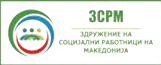 ЗСРМ
ЗДРУЖЕНИЕ НА
СОЦИЈАЛНИ РАБОТНИЦИ НА
МАКЕДОНИЈА